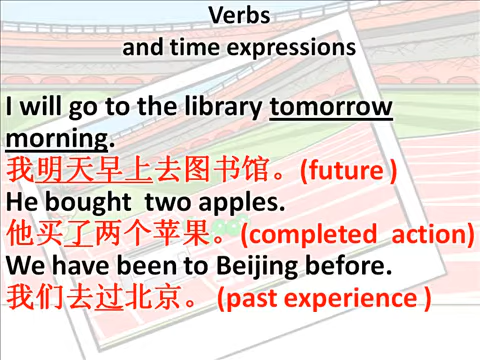 Verbs
and time expressions
I will go to the library tomorrow
morning.
我明天早上去图书馆。(future )
He bought  two apples.
他买了两个苹果。(completed  action)
We have been to Beijing before.
我们去过北京。 (past experience )